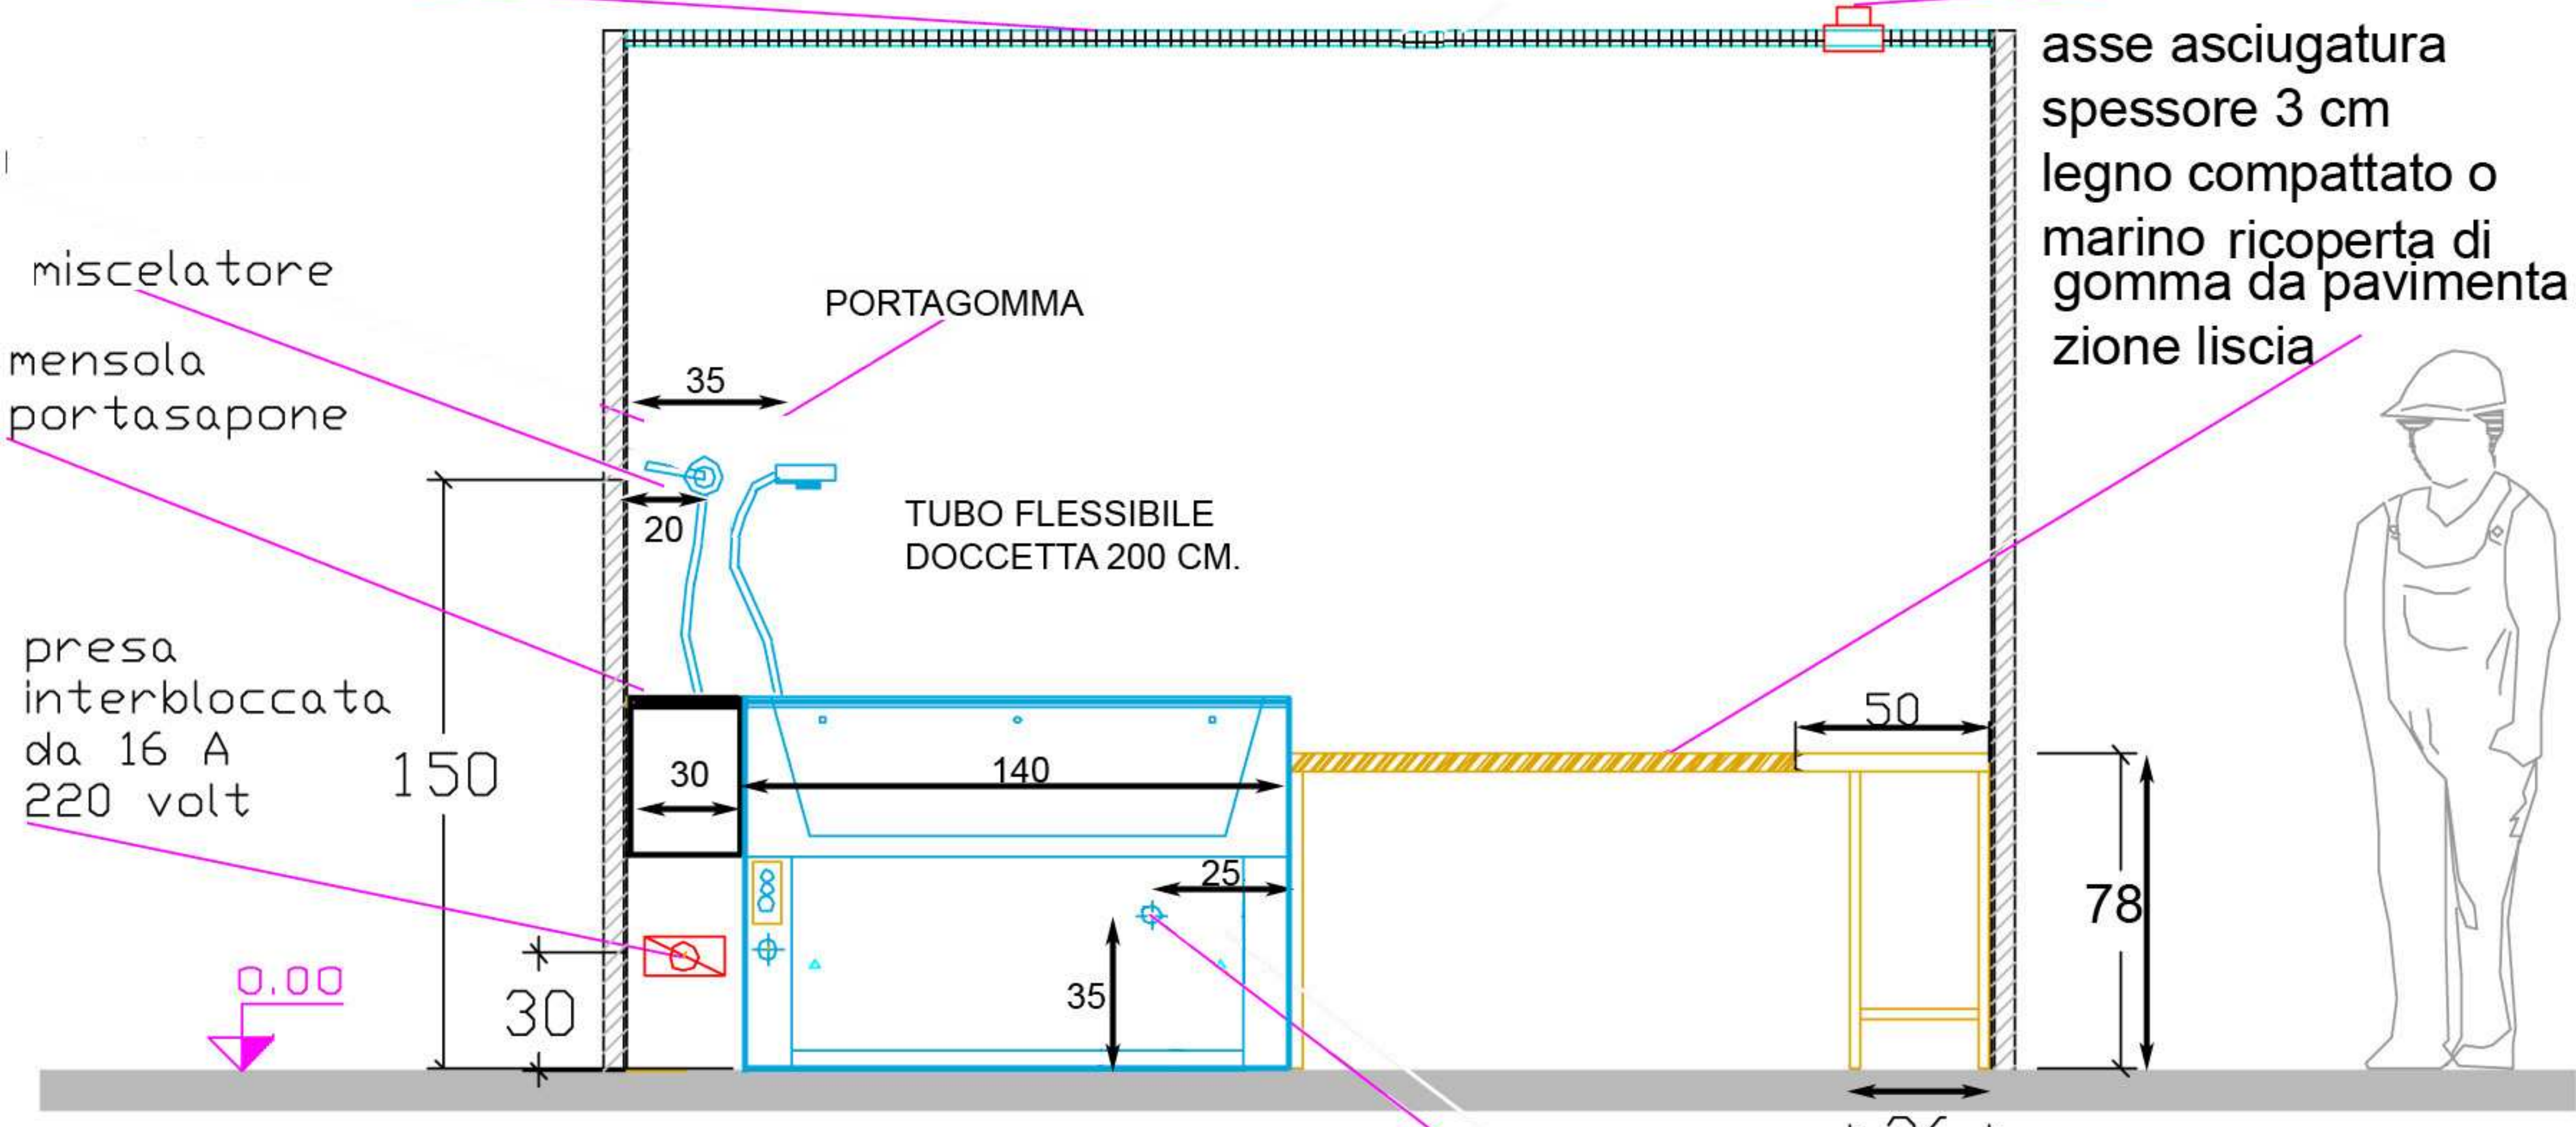 asse asciugatura
spessore 3 cm
legno compattato o
marino ricoperta di
gomma da pavimenta
zione liscia
miscelatore
PORTAGOMMA
mensola
portasapone
35
20
TUBO FLESSIBILE
DOCCETTA 200 CM.
presa
interbloccata
da 16 A
220 volt
150
30
140
50
25
78
35
0.00
30